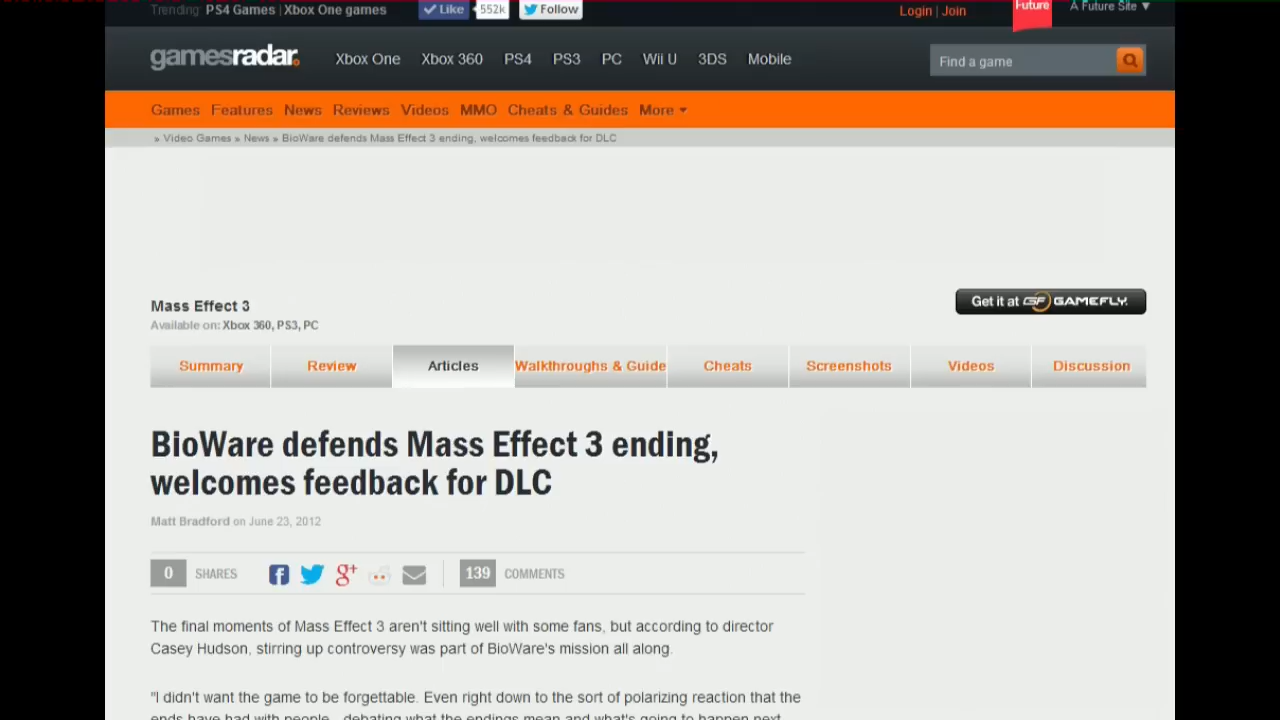 Trending: PS4 Games | Xbox One games Like 552k Follow Login | Join Future A Future Site ▼
gamesradar. Xbox One Xbox 360 PS4 PS3 PC Wii U 3DS Mobile Find a game
Games Features News Reviews Videos MMO Cheats & Guides More
» Video Games » News » BioWare defends Mass Effect 3 ending, welcomes feedback for DLC
Mass Effect 3
Available on: Xbox 360, PS3, PC
Get it at GF GAMEFLY.
Summary Review Articles Walkthroughs & Guide Cheats Screenshots Videos Discussion
BioWare defends Mass Effect 3 ending,
welcomes feedback for DLC
Matt Bradford on June 23, 2012
0 SHARES 139 COMMENTS
The final moments of Mass Effect 3 aren't sitting well with some fans, but according to director
Casey Hudson, stirring up controversy was part of BioWare's mission all along.
"I didn't want the game to be forgettable. Even right down to the sort of polarizing reaction that the
ends have had with people - debating what the endings mean and what's going to happen next,